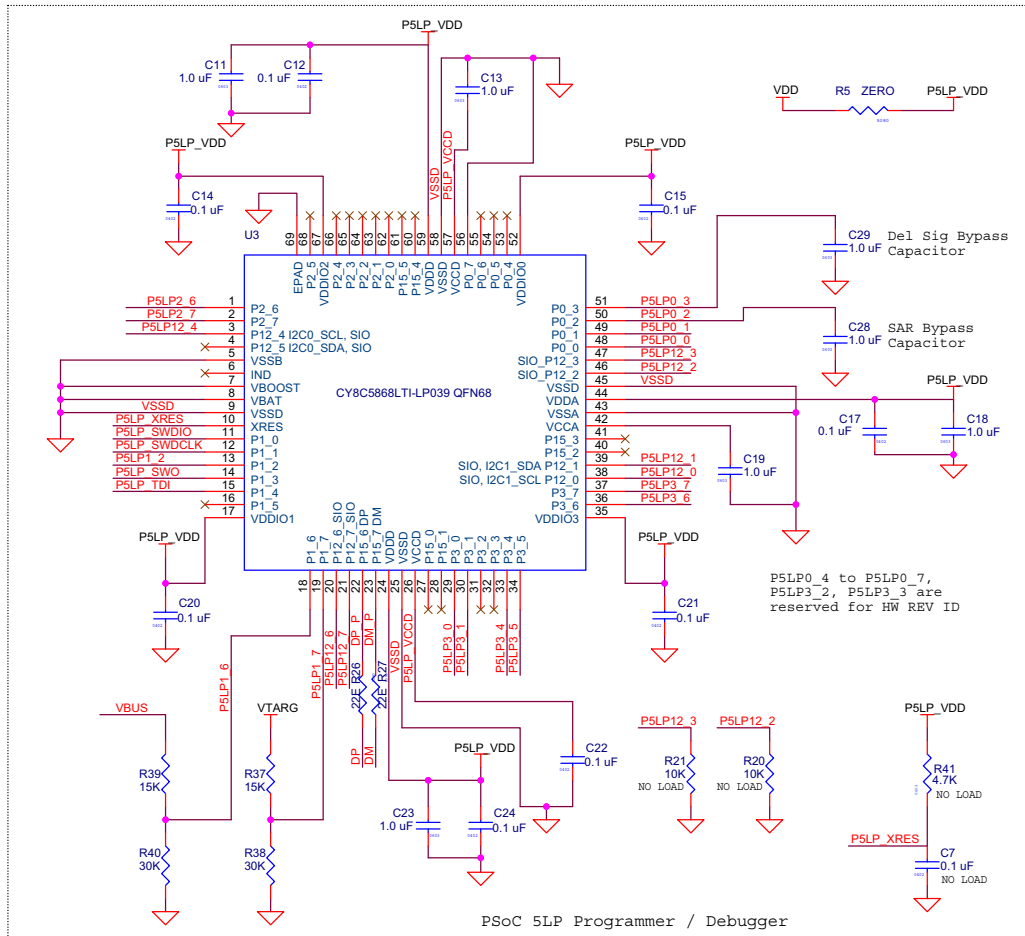 P5LP_VDD
C11
1.0 uF
C12
0.1 uF
C13
1.0 uF
VDD
R5 ZERO
P5LP_VDD
P5LP_VDD
C14
0.1 uF
VSSD
P5LP_VCCD
P5LP_VDD
C15
0.1 uF
U3
69 68 67 66 65 64 63 62 61 60 59 58 57 56 55 54 53 52
EPAD P2_5 VDDIO2 P2_4 P2_3 P2_2 P2_1 P2_0 P15_5 P15_4 VDDD VSSD VCCD P0_7 P0_6 P0_5 P0_4 VDDIO0
C29
1.0 uF
Del Sig Bypass
Capacitor
C28
1.0 uF
SAR Bypass
Capacitor
P5LP2_6 1 P2_6
P5LP2_7 2 P2_7
P5LP12_4 3 P12_4 I2C0_SCL, SIO
4 P12_5 I2C0_SDA, SIO
5 VSSB
6 IND
7 VBOOST
8 VBAT
VSSD 9 VSSD
P5LP_XRES 10 XRES
P5LP_SWDIO 11 P1_0
P5LP_SWDCLK 12 P1_1
P5LP1_2 13 P1_2
P5LP_SWO 14 P1_3
P5LP_TDI 15 P1_4
16 P1_5
17 VDDIO1
CY8C5868LTI-LP039 QFN68
P0_3 51 P5LP0_3
P0_2 50 P5LP0_2
P0_1 49 P5LP0_1
P0_0 48 P5LP0_0
SIO_P12_3 47 P5LP12_3
SIO_P12_2 46 P5LP12_2
VSSD 45 VSSD
VDDA 44
VSSA 43
VCCA 42
P15_3 41
P15_2 40
SIO, I2C1_SDA P12_1 39 P5LP12_1
SIO, I2C1_SCL P12_0 38 P5LP12_0
P3_7 37 P5LP3_7
P3_6 36 P5LP3_6
VDDIO3 35
P5LP_VDD
C17
0.1 uF
C18
1.0 uF
C19
1.0 uF
P1_6 P1_7 P12_6_SIO P12_7_SIO P15_6 DP P15_7 DM VDDD VSSD VCCD P15_0 P15_1 P3_0 P3_1 P3_2 P3_3 P3_4 P3_5
18 19 20 21 22 23 24 25 26 27 28 29 30 31 32 33 34
P5LP_VDD
C20
0.1 uF
P5LP_VDD
C21
0.1 uF
P5LP0_4 to P5LP0_7,
P5LP3_2, P5LP3_3 are
reserved for HW REV ID
P5LP1_6
P5LP1_7
P5LP12_6
P5LP12_7
DP_P
DM_P
VSSD
P5LP_VCCD
P5LP3_0
P5LP3_1
P5LP3_4
P5LP3_5
22E R26
22E R27
DP
DM
VBUS
R39
15K
R40
30K
VTARG
R37
15K
R38
30K
P5LP_VDD
C23
1.0 uF
C24
0.1 uF
C22
0.1 uF
P5LP12_3
R21
10K
NO LOAD
P5LP12_2
R20
10K
NO LOAD
P5LP_VDD
R41
4.7K
NO LOAD
P5LP_XRES
C7
0.1 uF
NO LOAD
PSoC 5LP Programmer / Debugger